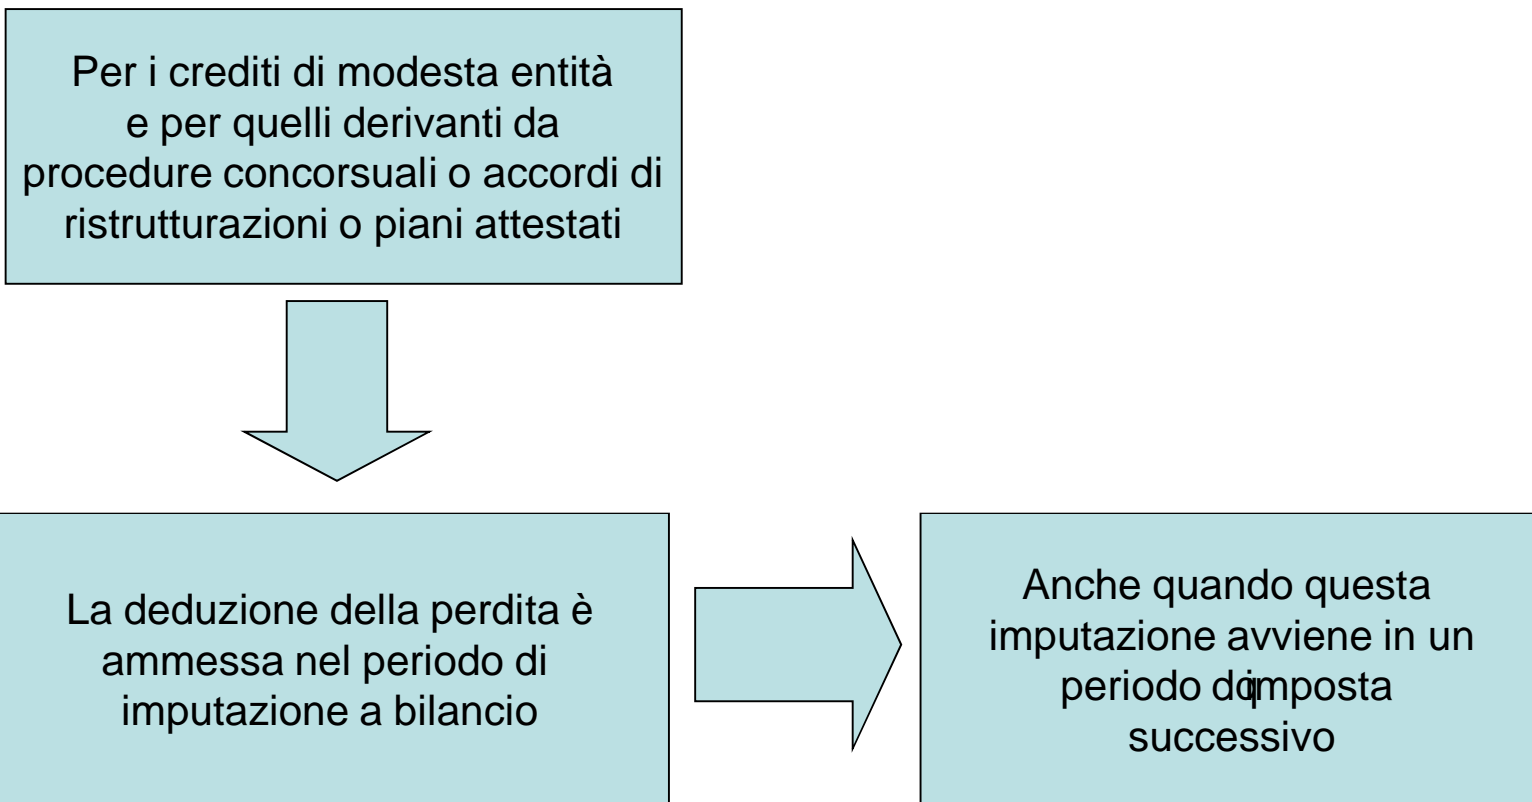 Per i crediti di modesta entità
e per quelli derivanti da
procedure concorsuali o accordi di
ristrutturazioni o piani attestati
La deduzione della perdita è
ammessa nel periodo di
imputazione a bilancio
Anche quando questa
imputazione avviene in un
periodo d'imposta
successivo